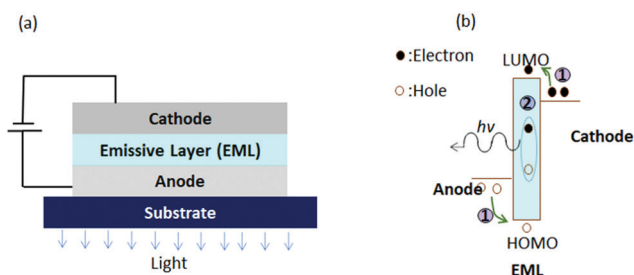 (a)
Cathode
Emissive Layer (EML)
Anode
Substrate
Light
(b)
●:Electron
○:Hole
LUMO
1
2
hv
Cathode
Anode
1
HOMO
EML